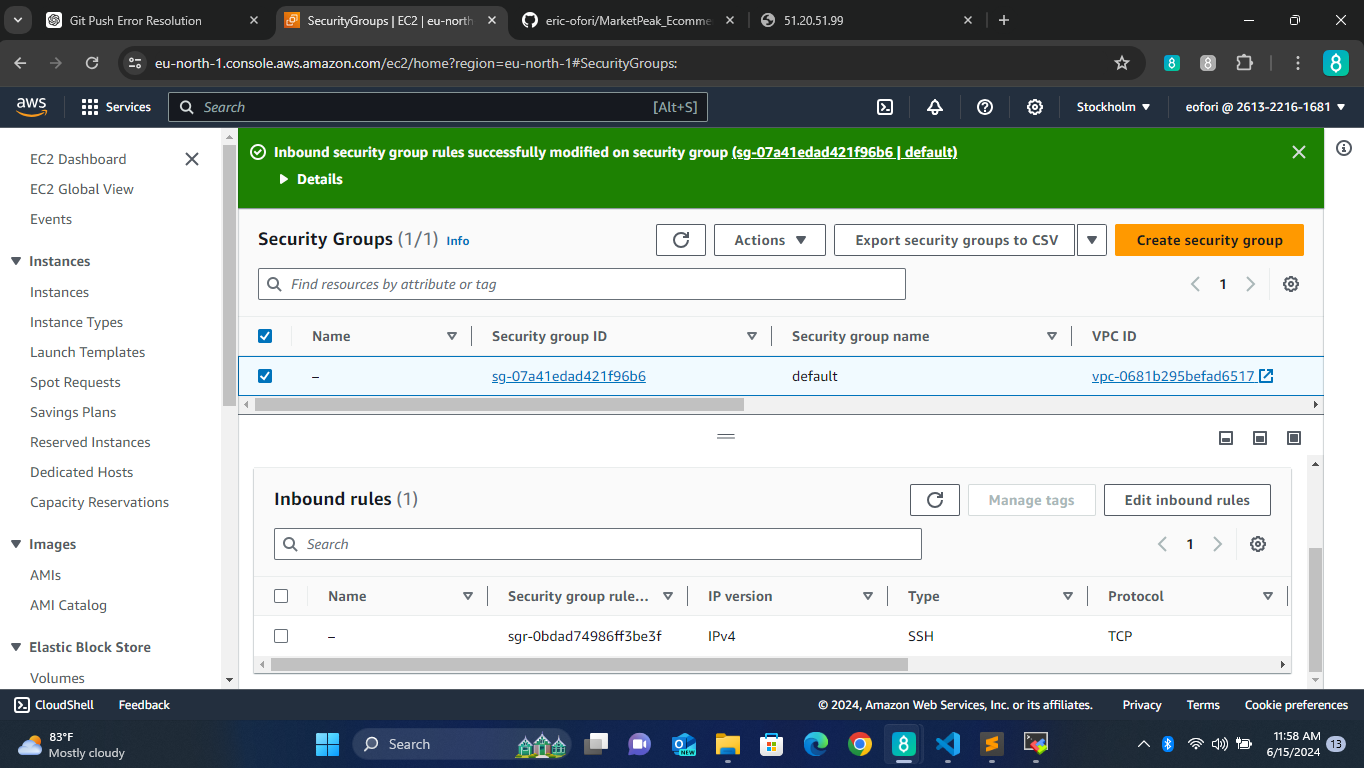 Git Push Error Resolution
SecurityGroups | EC2 | eu-north
eric-ofori/MarketPeak_Ecomme
51.20.51.99
eu-north-1.console.aws.amazon.com/ec2/home?region=eu-north-1#SecurityGroups:
aws
Services
Search
[Alt+S]
Stockholm
eofori @ 2613-2216-1681
EC2 Dashboard
EC2 Global View
Events
Instances
Instances
Instance Types
Launch Templates
Spot Requests
Savings Plans
Reserved Instances
Dedicated Hosts
Capacity Reservations
Images
AMIs
AMI Catalog
Elastic Block Store
Volumes
Inbound security group rules successfully modified on security group (sg-07a41edad421f96b6 | default)
Details
Security Groups (1/1) Info
Actions
Export security groups to CSV
Create security group
Find resources by attribute or tag
1
Name Security group ID Security group name VPC ID
– sg-07a41edad421f96b6 default vpc-0681b295befad6517
Inbound rules (1)
Manage tags
Edit inbound rules
Search
1
Name Security group rule... IP version Type Protocol
– sgr-0bdad74986ff3be3f IPv4 SSH TCP
CloudShell Feedback
© 2024, Amazon Web Services, Inc. or its affiliates. Privacy Terms Cookie preferences
83°F
Mostly cloudy
Search
NEW
11:58 AM
6/15/2024
13